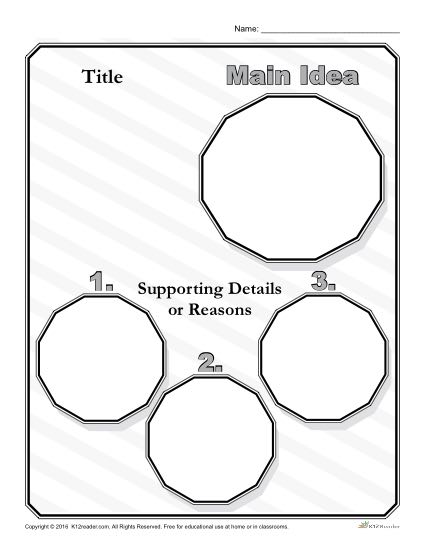 Name: ____________________
Title
Main Idea
1.
Supporting Details
or Reasons
3.
2.
Copyright © 2016 K12reader.com. All Rights Reserved. Free for educational use at home or in classrooms.
K12Reader